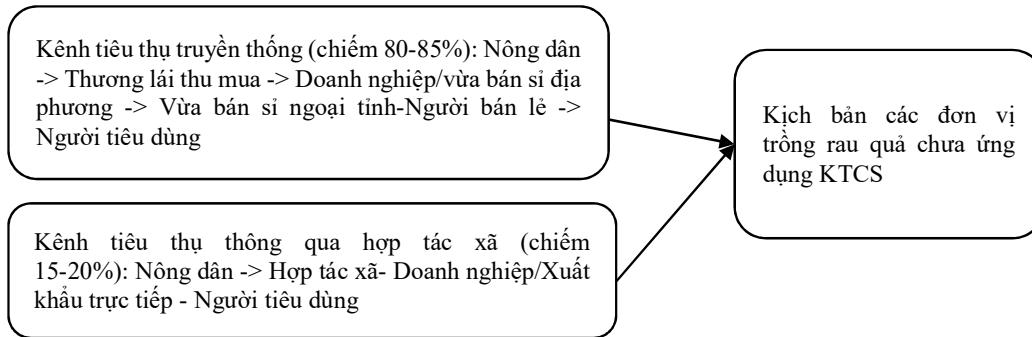 Kênh tiêu thụ truyền thống (chiếm 80-85%): Nông dân
-> Thương lái thu mua -> Doanh nghiệp/vừa bán sỉ địa
phương -> Vừa bán sỉ ngoại tỉnh-Người bán lẻ ->
Người tiêu dùng
Kịch bản các đơn vị
trồng rau quả chưa ứng
dụng KTCS
Kênh tiêu thụ thông qua hợp tác xã (chiếm
15-20%): Nông dân -> Hợp tác xã- Doanh nghiệp/Xuất
khẩu trực tiếp - Người tiêu dùng